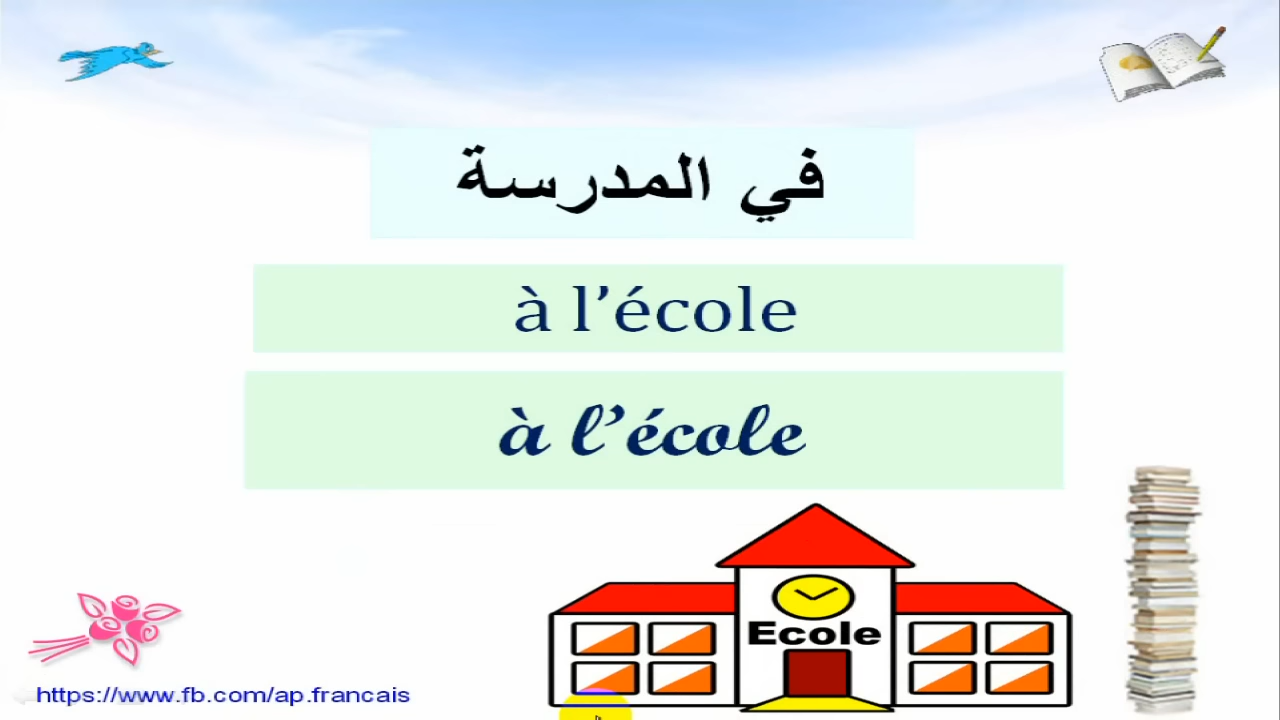 في المدرسة
à l’école
à l’école
Ecole
https://www.fb.com/ap.francais